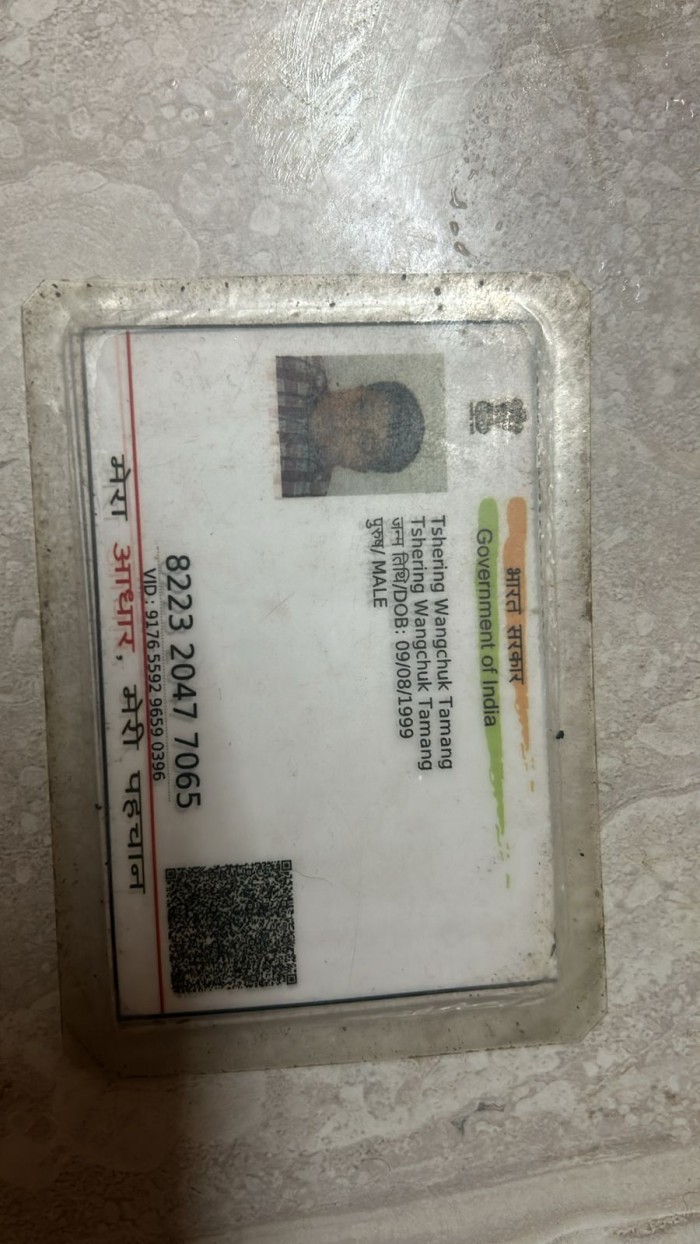 भारत सरकार
Government of India
Tshering Wangchuk Tamang
Tshering Wangchuk Tamang
जन्म तिथि/DOB: 09/08/1999
पुरुष/ MALE
8223 2047 7065
VID : 9176 5592 9659 0396
मेरा आधार, मेरी पहचान